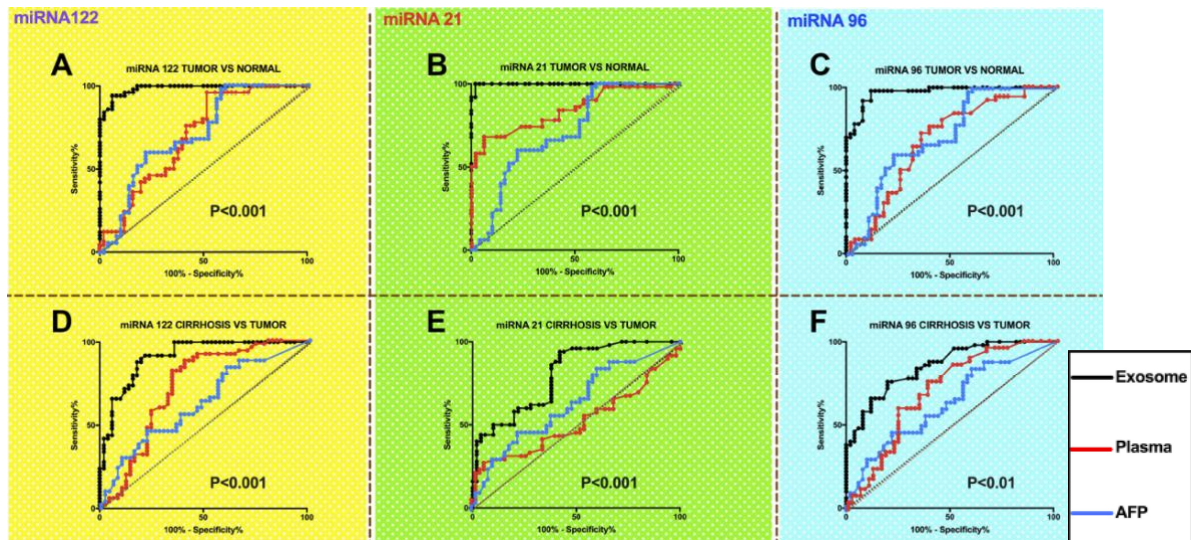 miRNA122
miRNA 21
miRNA 96
A
miRNA 122 TUMOR VS NORMAL
100
50
0
Sensitivity%
P<0.001
0
50
100
100% - Specificity%
B
miRNA 21 TUMOR VS NORMAL
100
50
0
Sensitivity%
P<0.001
0
50
100
100% - Specificity%
C
miRNA 96 TUMOR VS NORMAL
100
50
0
Sensitivity%
P<0.001
0
50
100
100% - Specificity%
D
miRNA 122 CIRRHOSIS VS TUMOR
100
50
0
Sensitivity%
P<0.001
0
50
100
100% - Specificity%
E
miRNA 21 CIRRHOSIS VS TUMOR
100
50
0
Sensitivity%
P<0.001
0
50
100
100% - Specificity%
F
miRNA 96 CIRRHOSIS VS TUMOR
100
50
0
Sensitivity%
P<0.01
0
50
100
100% - Specificity%
Exosome
Plasma
AFP